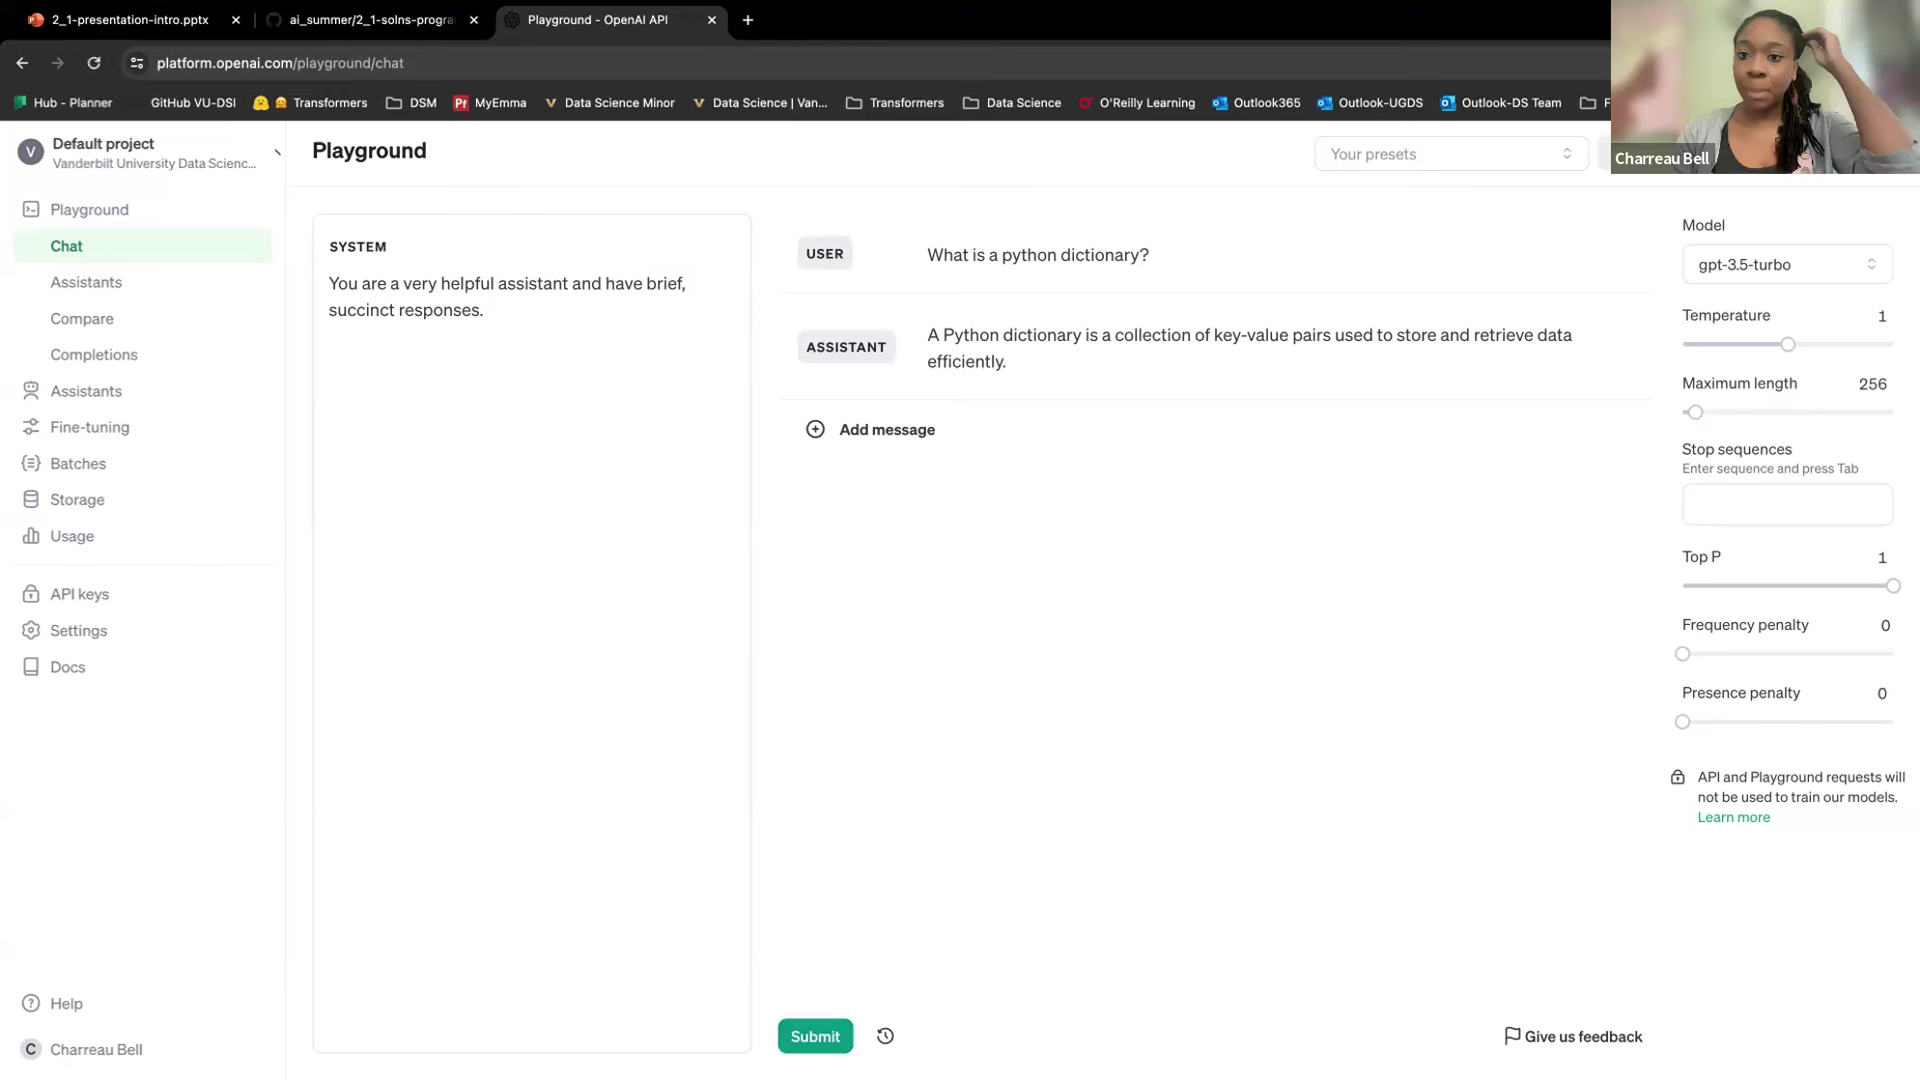 2_1-presentation-intro.pptx
ai_summer/2_1-solns-progra
Playground - OpenAI API
platform.openai.com/playground/chat
Hub - Planner
GitHub VU-DSI
Transformers
DSM
MyEmma
Data Science Minor
Data Science | Van...
Transformers
Data Science
O'Reilly Learning
Outlook365
Outlook-UGDS
Outlook-DS Team
F
Charreau Bell
V
Default project
Vanderbilt University Data Scienc...
Playground
Chat
Assistants
Compare
Completions
Assistants
Fine-tuning
Batches
Storage
Usage
API keys
Settings
Docs
Help
C
Charreau Bell
Playground
Your presets
SYSTEM
You are a very helpful assistant and have brief,
succinct responses.
USER
What is a python dictionary?
ASSISTANT
A Python dictionary is a collection of key-value pairs used to store and retrieve data
efficiently.
Add message
Submit
Give us feedback
Model
gpt-3.5-turbo
Temperature 1
Maximum length 256
Stop sequences
Enter sequence and press Tab
Top P 1
Frequency penalty 0
Presence penalty 0
API and Playground requests will
not be used to train our models.
Learn more